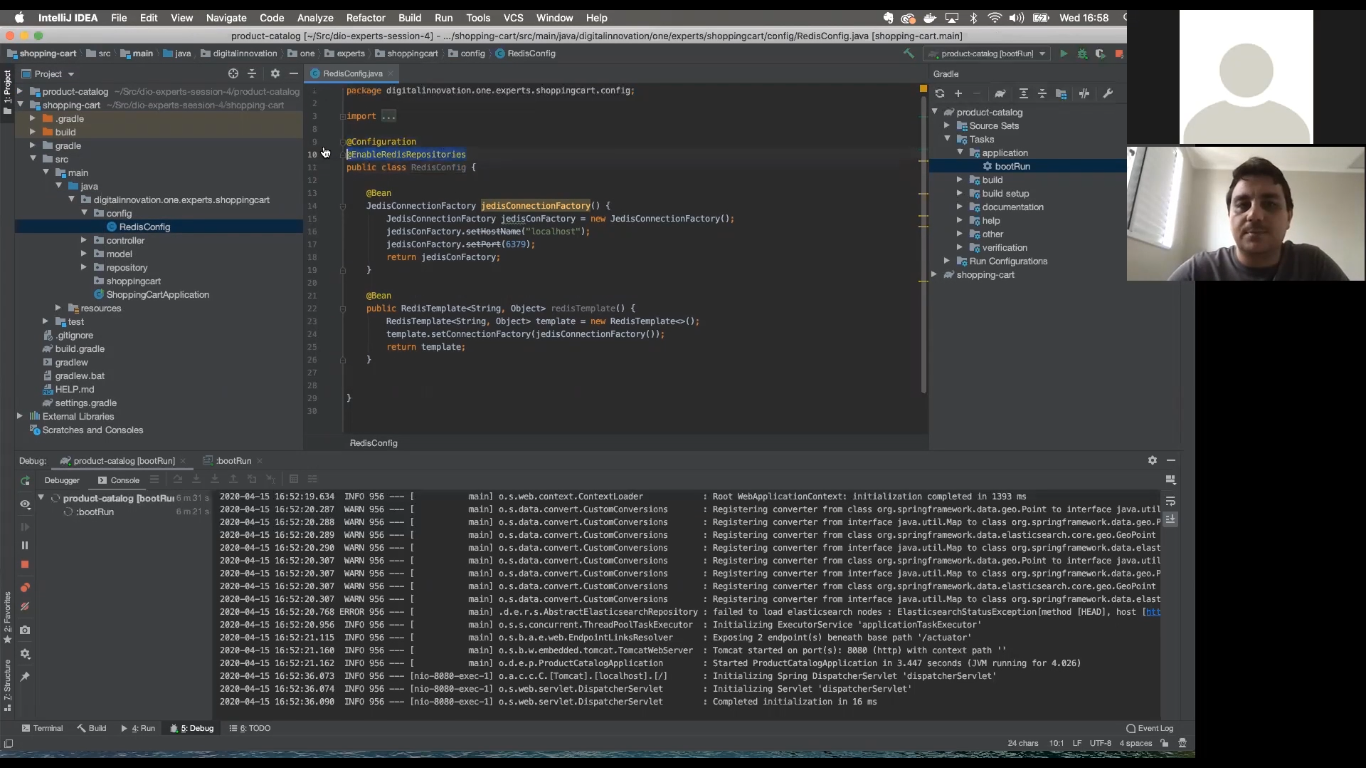 IntelliJ IDEA File Edit View Navigate Code Analyze Refactor Build Run Tools VCS Window Help Wed 16:58
product-catalog [~/Src/dio-experts-session-4] - .../shopping-cart/src/main/java/digitalinnovation/one/experts/shoppingcart/config/RedisConfig.java [shopping-cart.main]
shopping-cart src main java digitalinnovation one experts shoppingcart config RedisConfig product-catalog [bootRun]
1: Project
Project
product-catalog ~/Src/dio-experts-session-4/product-catalog
shopping-cart ~/Src/dio-experts-session-4/shopping-cart
.gradle
build
gradle
src
main
java
digitalinnovation.one.experts.shoppingcart
config
RedisConfig
controller
model
repository
shoppingcart
ShoppingCartApplication
resources
test
.gitignore
build.gradle
gradlew
gradlew.bat
HELP.md
settings.gradle
External Libraries
Scratches and Consoles
RedisConfig.java
package digitalinnovation.one.experts.shoppingcart.config;
2
3 import ...
8
9 @Configuration
10 @EnableRedisRepositories
11 public class RedisConfig {
12
13 @Bean
14 JedisConnectionFactory jedisConnectionFactory() {
15 JedisConnectionFactory jedisConFactory = new JedisConnectionFactory();
16 jedisConFactory.setHostName("localhost");
17 jedisConFactory.setPort(6379);
18 return jedisConFactory;
19 }
20
21 @Bean
22 public RedisTemplate<String, Object> redisTemplate() {
23 RedisTemplate<String, Object> template = new RedisTemplate<>();
24 template.setConnectionFactory(jedisConnectionFactory());
25 return template;
26 }
27
28
29 }
30
RedisConfig
Gradle
product-catalog
Source Sets
Tasks
application
bootRun
build
build setup
documentation
help
other
verification
Run Configurations
shopping-cart
Debug: product-catalog [bootRun] :bootRun
Debugger Console
product-catalog [bootRun 6 m 31 s
:bootRun 6 m 21 s
2020-04-15 16:52:19.634 INFO 956 --- [ main] o.s.web.context.ContextLoader : Root WebApplicationContext: initialization completed in 1393 ms
2020-04-15 16:52:20.287 WARN 956 --- [ main] o.s.data.convert.CustomConversions : Registering converter from class org.springframework.data.geo.Point to interface java.util
2020-04-15 16:52:20.288 WARN 956 --- [ main] o.s.data.convert.CustomConversions : Registering converter from interface java.util.Map to class org.springframework.data.geo.P
2020-04-15 16:52:20.289 WARN 956 --- [ main] o.s.data.convert.CustomConversions : Registering converter from class org.springframework.data.elasticsearch.core.geo.GeoPoint
2020-04-15 16:52:20.290 WARN 956 --- [ main] o.s.data.convert.CustomConversions : Registering converter from interface java.util.Map to class org.springframework.data.elast
2020-04-15 16:52:20.307 WARN 956 --- [ main] o.s.data.convert.CustomConversions : Registering converter from class org.springframework.data.geo.Point to interface java.util
2020-04-15 16:52:20.307 WARN 956 --- [ main] o.s.data.convert.CustomConversions : Registering converter from interface java.util.Map to class org.springframework.data.geo.P
2020-04-15 16:52:20.307 WARN 956 --- [ main] o.s.data.convert.CustomConversions : Registering converter from class org.springframework.data.elasticsearch.core.geo.GeoPoint
2020-04-15 16:52:20.307 WARN 956 --- [ main] o.s.data.convert.CustomConversions : Registering converter from interface java.util.Map to class org.springframework.data.elast
2020-04-15 16:52:20.768 ERROR 956 --- [ main] .d.e.r.s.AbstractElasticsearchRepository : failed to load elasticsearch nodes : ElasticsearchStatusException[method [HEAD], host [htt
2020-04-15 16:52:20.956 INFO 956 --- [ main] o.s.s.concurrent.ThreadPoolTaskExecutor : Initializing ExecutorService 'applicationTaskExecutor'
2020-04-15 16:52:21.115 INFO 956 --- [ main] o.s.b.a.e.web.EndpointLinksResolver : Exposing 2 endpoint(s) beneath base path '/actuator'
2020-04-15 16:52:21.160 INFO 956 --- [ main] o.s.b.w.embedded.tomcat.TomcatWebServer : Tomcat started on port(s): 8080 (http) with context path ''
2020-04-15 16:52:21.162 INFO 956 --- [ main] o.d.e.p.ProductCatalogApplication : Started ProductCatalogApplication in 3.447 seconds (JVM running for 4.026)
2020-04-15 16:52:36.073 INFO 956 --- [nio-8080-exec-1] o.a.c.c.C.[Tomcat].[localhost].[/] : Initializing Spring DispatcherServlet 'dispatcherServlet'
2020-04-15 16:52:36.074 INFO 956 --- [nio-8080-exec-1] o.s.web.servlet.DispatcherServlet : Initializing Servlet 'dispatcherServlet'
2020-04-15 16:52:36.090 INFO 956 --- [nio-8080-exec-1] o.s.web.servlet.DispatcherServlet : Completed initialization in 16 ms
2: Favorites
Z: Structure
Terminal Build 4: Run 5: Debug 6: TODO Event Log
24 chars 10:1 LF UTF-8 4 spaces